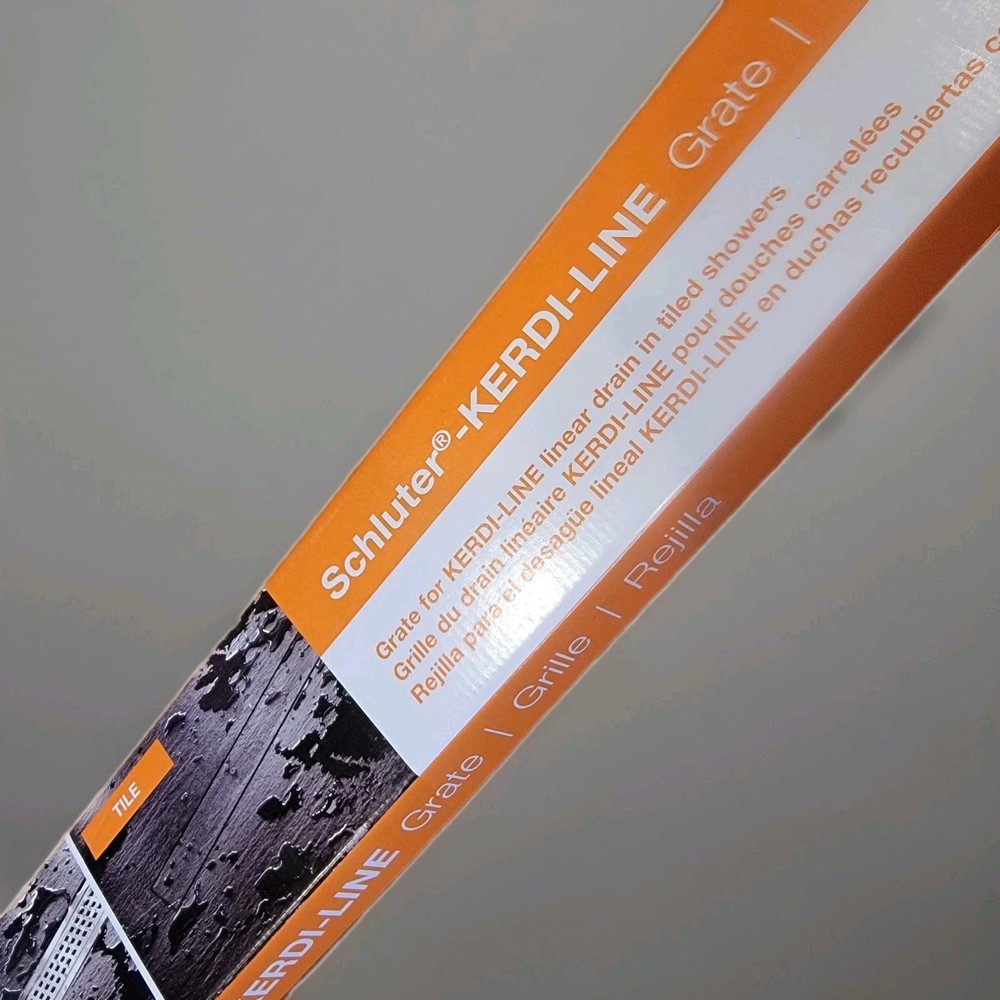 Schluter®-KERDI-LINE Grate |
Grate for KERDI-LINE linear drain in tiled showers
Grille du drain linéaire KERDI-LINE pour douches carrelées
Rejilla para el desagüe lineal KERDI-LINE en duchas recubiertas
KERDI-LINE Grate | Grille | Rejilla
TILE